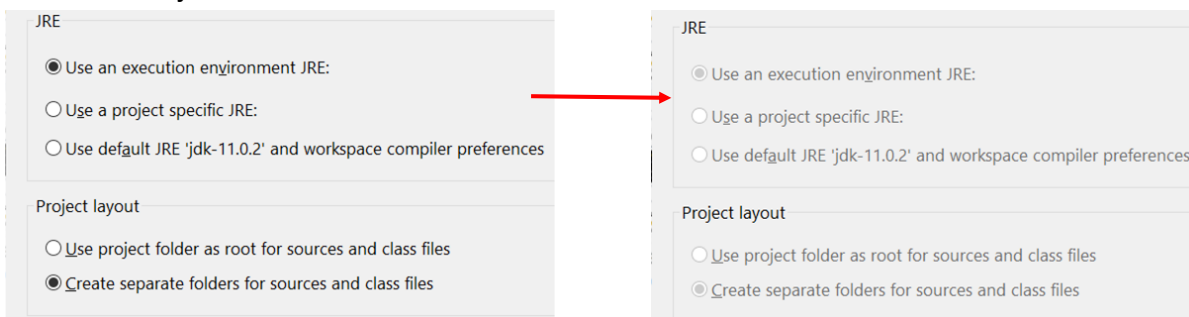 JRE
Use an execution environment JRE:
Use a project specific JRE:
Use default JRE 'jdk-11.0.2' and workspace compiler preferences
Project layout
Use project folder as root for sources and class files
Create separate folders for sources and class files
JRE
Use an execution environment JRE:
Use a project specific JRE:
Use default JRE 'jdk-11.0.2' and workspace compiler preferences
Project layout
Use project folder as root for sources and class files
Create separate folders for sources and class files